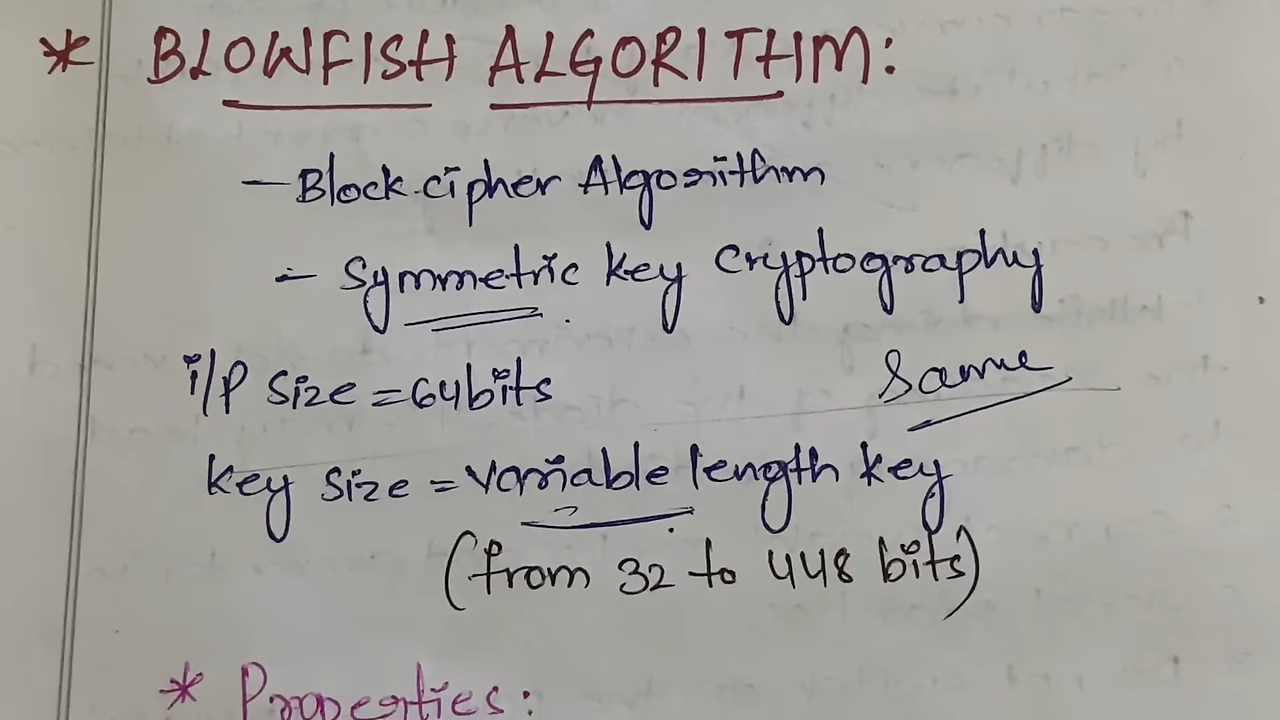 * BLOWFISH ALGORITHM:
- Block cipher Algorithm
- Symmetric key cryptography
i/P size = 64bits
Same
key size = variable length key
(from 32 to 448 bits)
* Properties: